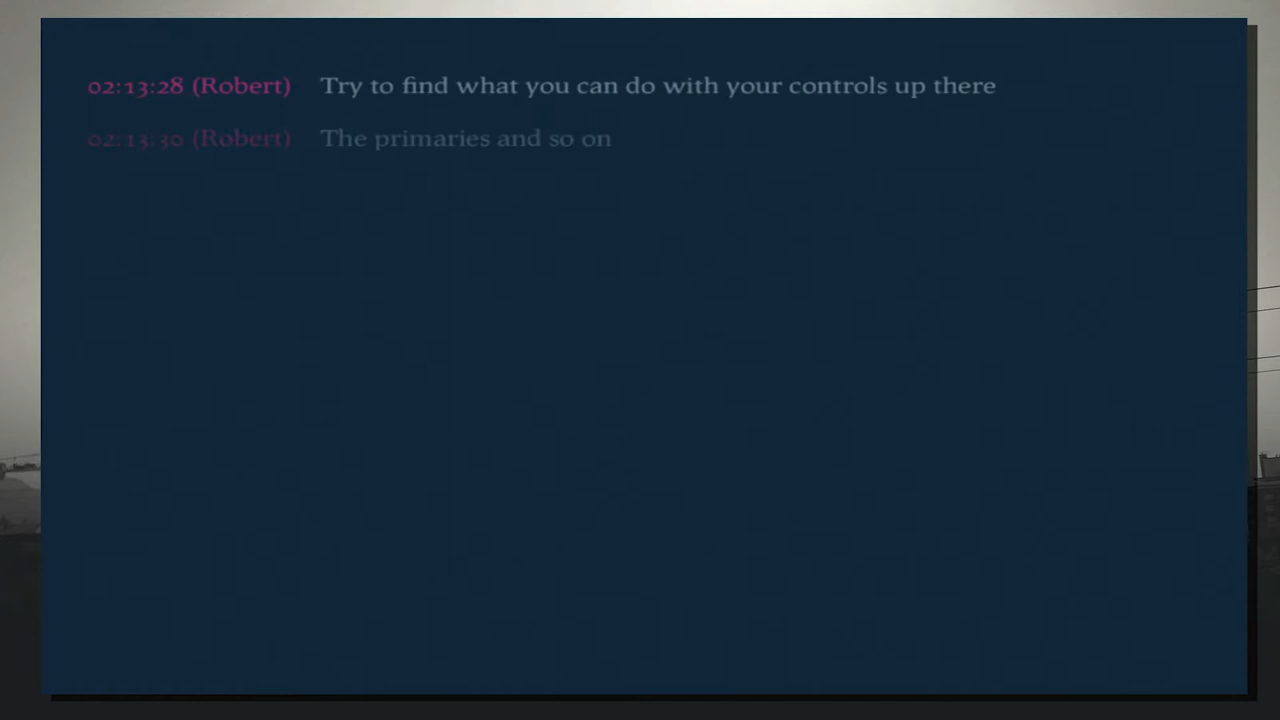 02:13:28 (Robert) Try to find what you can do with your controls up there
02:13:30 (Robert) The primaries and so on